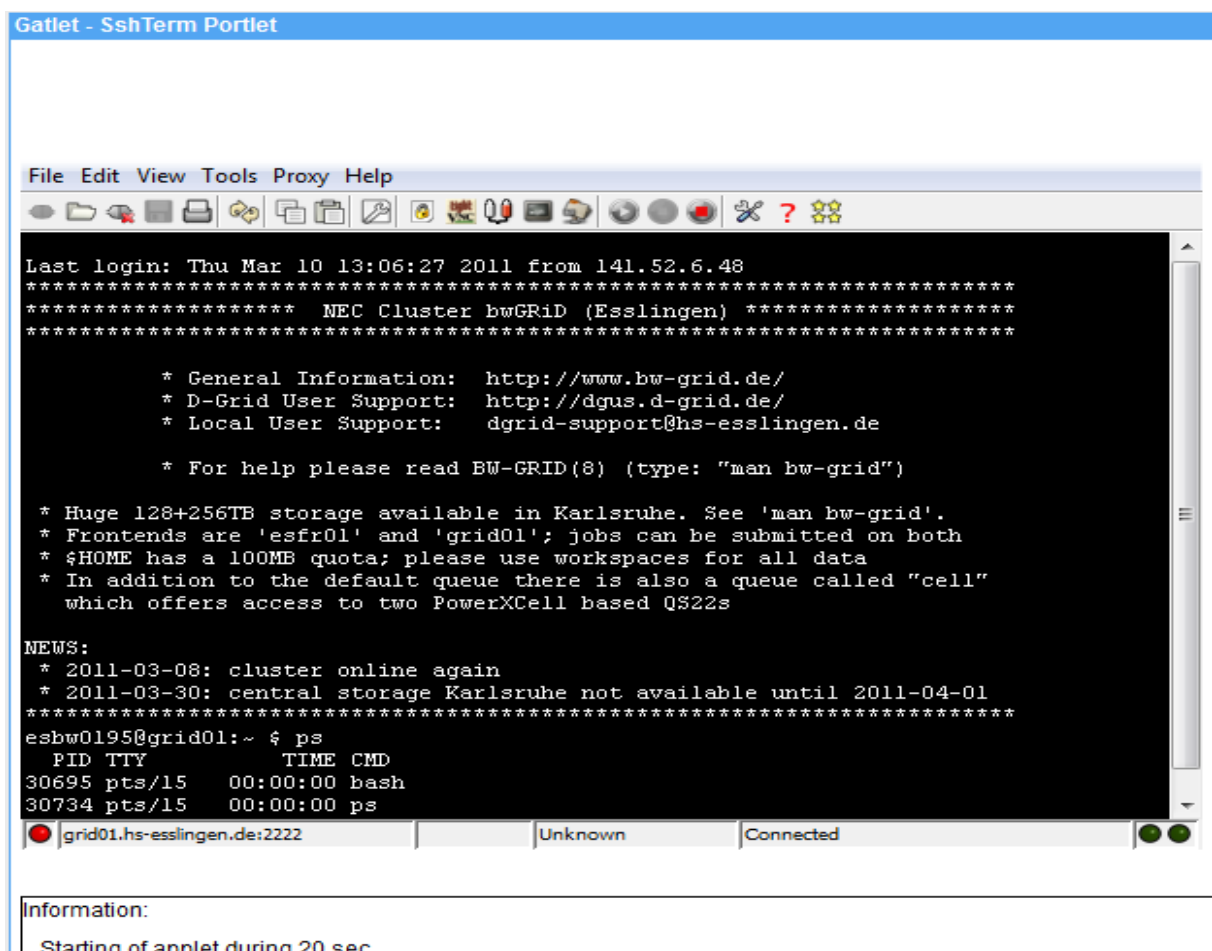 Gatlet - SshTerm Portlet
File Edit View Tools Proxy Help
Last login: Thu Mar 10 13:06:27 2011 from 141.52.6.48
*************************************************************************
******************** NEC Cluster bwGRiD (Esslingen) ********************
*************************************************************************
* General Information: http://www.bw-grid.de/
* D-Grid User Support: http://dgus.d-grid.de/
* Local User Support: dgrid-support@hs-esslingen.de
* For help please read BW-GRID(8) (type: "man bw-grid")
* Huge 128+256TB storage available in Karlsruhe. See 'man bw-grid'.
* Frontends are 'esfr01' and 'grid01'; jobs can be submitted on both
* $HOME has a 100MB quota; please use workspaces for all data
* In addition to the default queue there is also a queue called "cell"
which offers access to two PowerXCell based QS22s
NEWS:
* 2011-03-08: cluster online again
* 2011-03-30: central storage Karlsruhe not available until 2011-04-01
*************************************************************************
esbw0195@grid01:~ $ ps
PID TTY TIME CMD
30695 pts/15 00:00:00 bash
30734 pts/15 00:00:00 ps
grid01.hs-esslingen.de:2222 Unknown Connected
Information:
Starting of applet during 20 sec